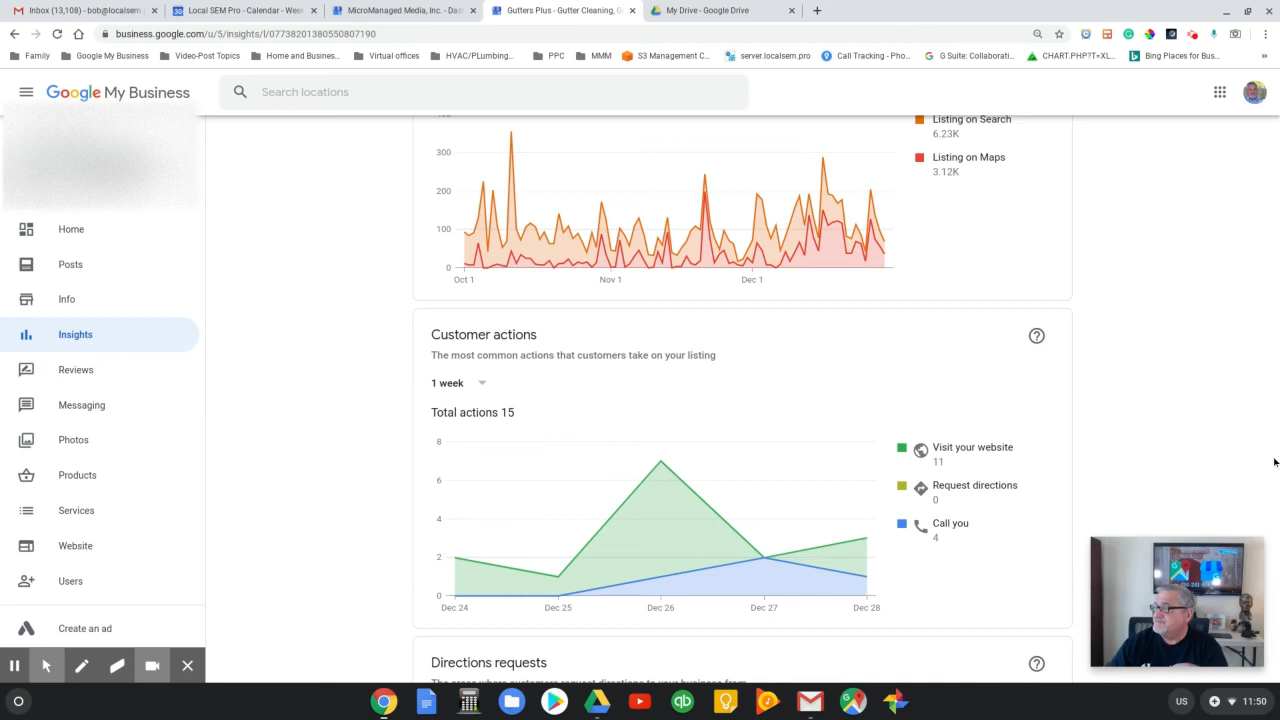 Inbox (13,108) - bob@localsem.
Local SEM Pro - Calendar - Week
MicroManaged Media, Inc. - Das
Gutters Plus - Gutter Cleaning, G
My Drive - Google Drive
business.google.com/u/5/insights/l/07738201380550807190
Family
Google My Business
Video-Post Topics
Home and Busines...
Virtual offices
HVAC/PLumbing...
PPC
MMM
S3 Management C...
server.localsem.pro
Call Tracking - Pho...
G Suite: Collaborati...
CHART.PHP?T=XL...
Bing Places for Bus...
Google My Business
Search locations
Home
Posts
Info
Insights
Reviews
Messaging
Photos
Products
Services
Website
Users
Create an ad
300
200
100
0
Oct 1
Nov 1
Dec 1
Listing on Search
6.23K
Listing on Maps
3.12K
Customer actions
The most common actions that customers take on your listing
1 week
Total actions 15
8
6
4
2
0
Dec 24
Dec 25
Dec 26
Dec 27
Dec 28
Visit your website
11
Request directions
0
Call you
4
Directions requests
US
11:50